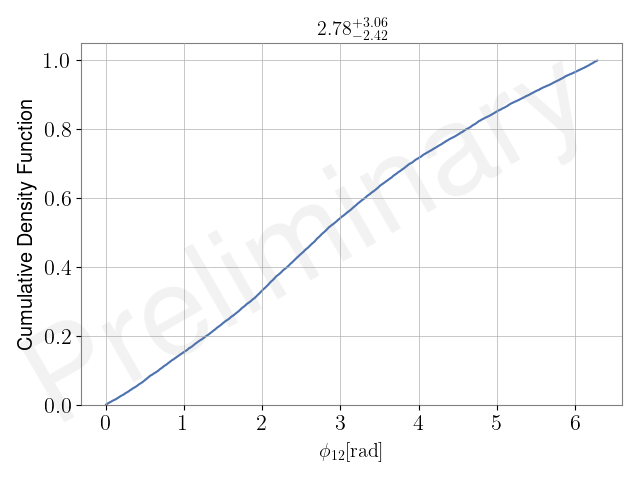 2.78^{+3.06}_{-2.42}
1.0
0.8
0.6
0.4
0.2
0.0
Cumulative Density Function
Preliminary
0 1 2 3 4 5 6
ϕ₁₂[rad]